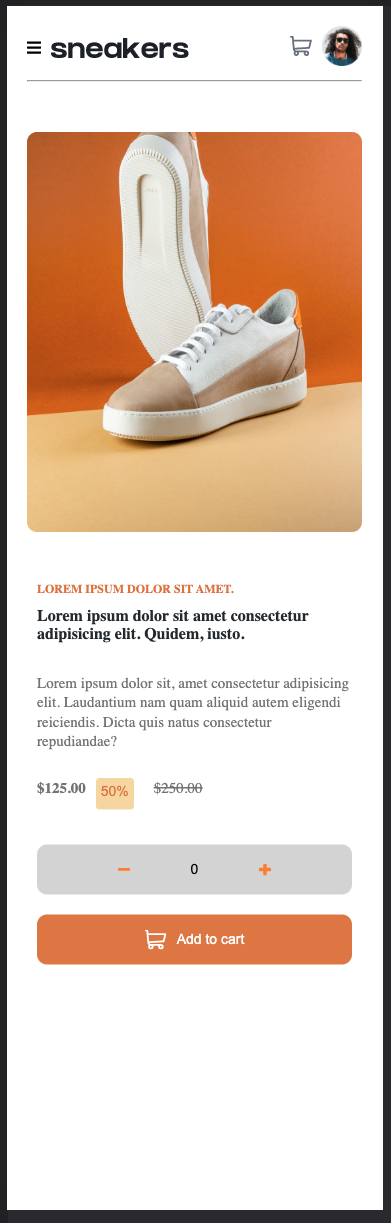 sneakers
LOREM IPSUM DOLOR SIT AMET.
Lorem ipsum dolor sit amet consectetur
adipisicing elit. Quidem, iusto.
Lorem ipsum dolor sit, amet consectetur adipisicing
elit. Laudantium nam quam aliquid autem eligendi
reiciendis. Dicta quis natus consectetur
repudiandae?
$125.00 50% $250.00
0
Add to cart